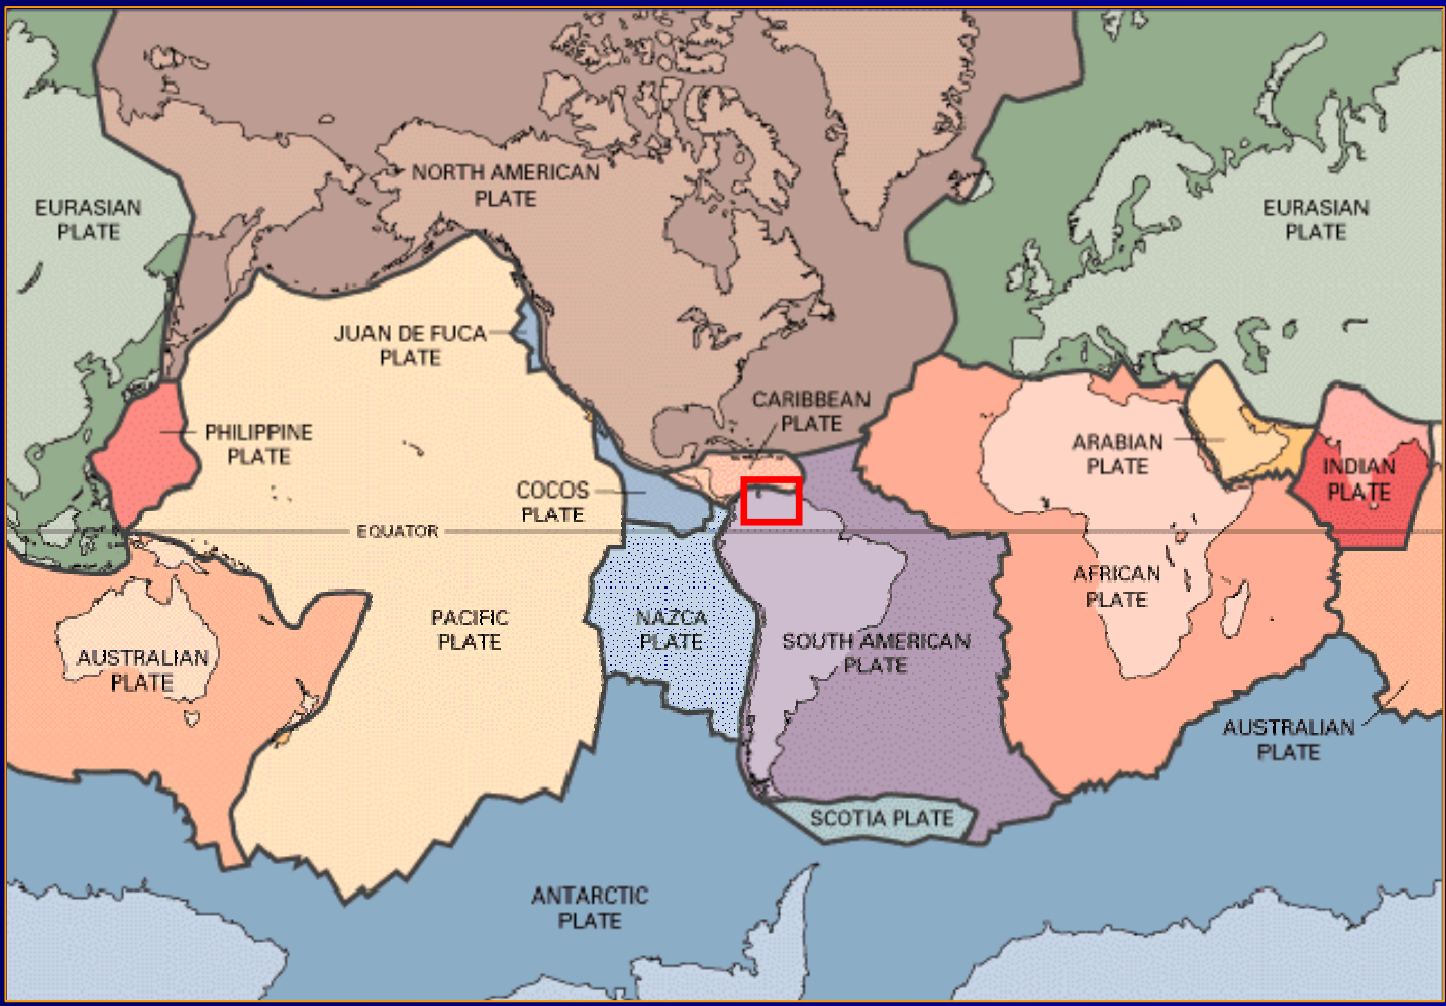 NORTH AMERICAN
PLATE
EURASIAN
PLATE
EURASIAN
PLATE
JUAN DE FUCA
PLATE
CARIBBEAN
PLATE
PHILIPPINE
PLATE
ARABIAN
PLATE
INDIAN
PLATE
COCOS
PLATE
EQUATOR
AFRICAN
PLATE
PACIFIC
PLATE
NAZCA
PLATE
SOUTH AMERICAN
PLATE
AUSTRALIAN
PLATE
AUSTRALIAN
PLATE
SCOTIA PLATE
ANTARCTIC
PLATE